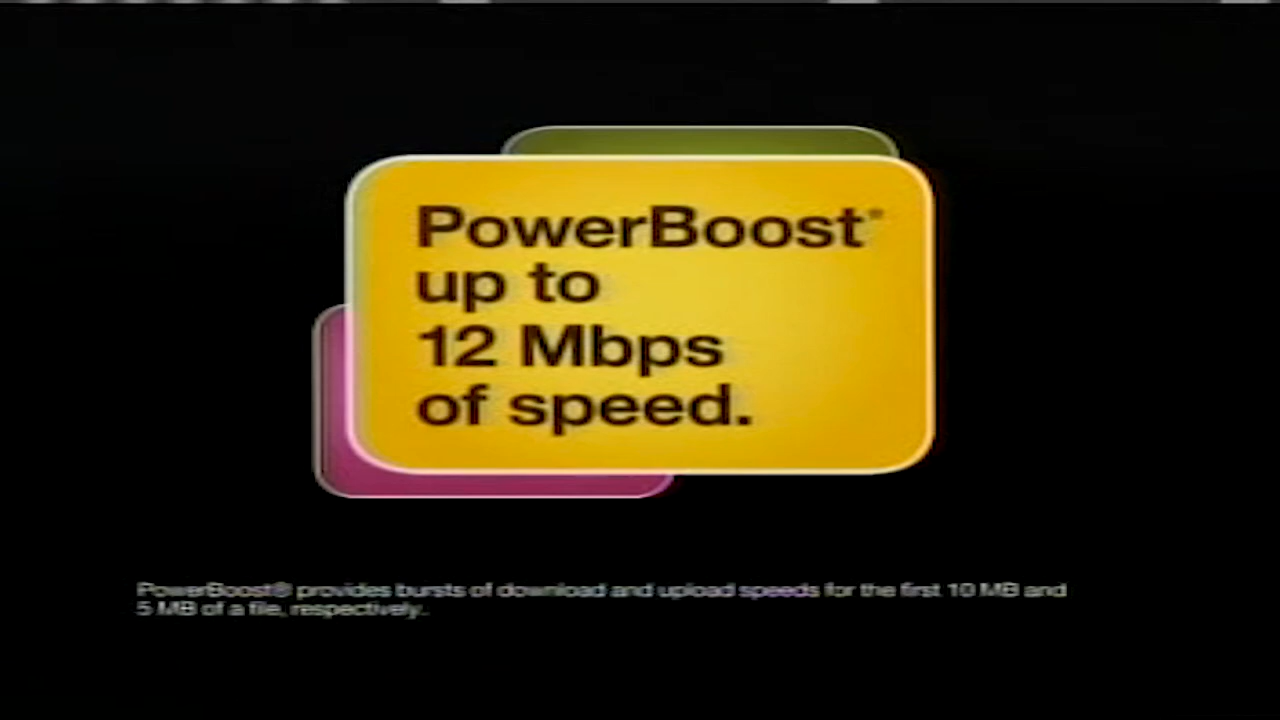 PowerBoost®
up to
12 Mbps
of speed.
PowerBoost® provides bursts of download and upload speeds for the first 10 MB and
5 MB of a file, respectively.